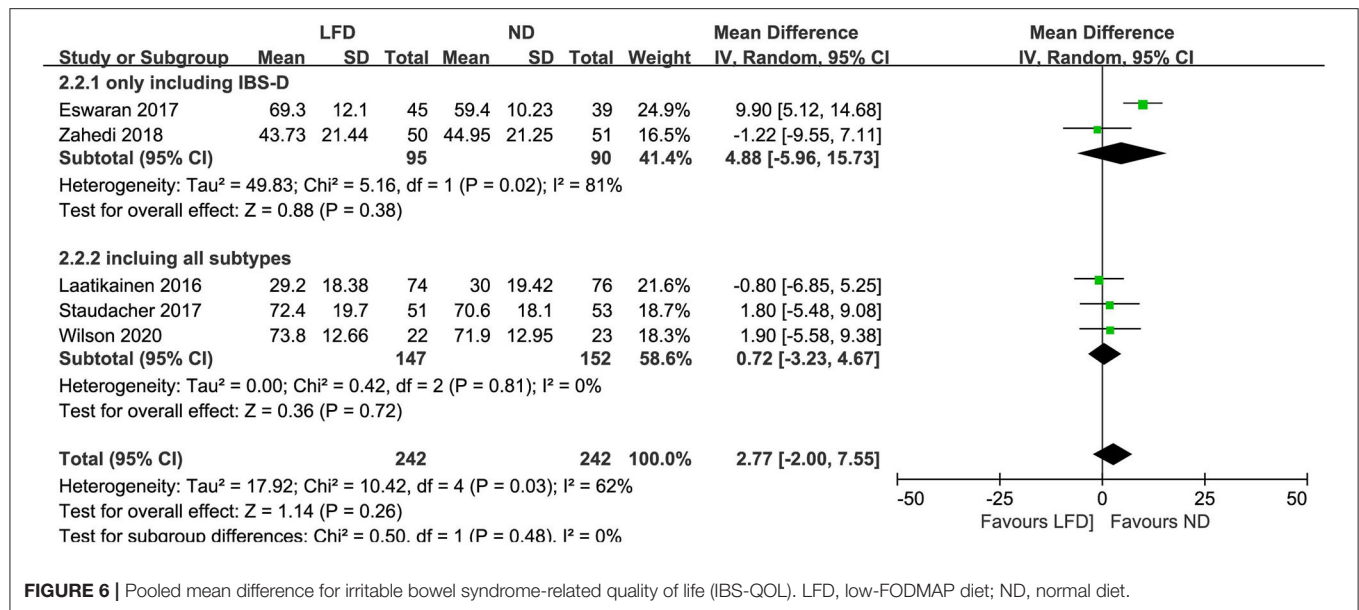 LFD ND Mean Difference Mean Difference
Study or Subgroup Mean SD Total Mean SD Total Weight IV, Random, 95% CI IV, Random, 95% CI
2.2.1 only including IBS-D
Eswaran 2017 69.3 12.1 45 59.4 10.23 39 24.9% 9.90 [5.12, 14.68]
Zahedi 2018 43.73 21.44 50 44.95 21.25 51 16.5% -1.22 [-9.55, 7.11]
Subtotal (95% CI) 95 90 41.4% 4.88 [-5.96, 15.73]
Heterogeneity: Tau² = 49.83; Chi² = 5.16, df = 1 (P = 0.02); I² = 81%
Test for overall effect: Z = 0.88 (P = 0.38)
2.2.2 incluing all subtypes
Laatikainen 2016 29.2 18.38 74 30 19.42 76 21.6% -0.80 [-6.85, 5.25]
Staudacher 2017 72.4 19.7 51 70.6 18.1 53 18.7% 1.80 [-5.48, 9.08]
Wilson 2020 73.8 12.66 22 71.9 12.95 23 18.3% 1.90 [-5.58, 9.38]
Subtotal (95% CI) 147 152 58.6% 0.72 [-3.23, 4.67]
Heterogeneity: Tau² = 0.00; Chi² = 0.42, df = 2 (P = 0.81); I² = 0%
Test for overall effect: Z = 0.36 (P = 0.72)
Total (95% CI) 242 242 100.0% 2.77 [-2.00, 7.55]
Heterogeneity: Tau² = 17.92; Chi² = 10.42, df = 4 (P = 0.03); I² = 62%
Test for overall effect: Z = 1.14 (P = 0.26)
Test for subgroup differences: Chi² = 0.50, df = 1 (P = 0.48), I² = 0%
-50 -25 0 25 50
Favours LFD] Favours ND
FIGURE 6 | Pooled mean difference for irritable bowel syndrome-related quality of life (IBS-QOL). LFD, low-FODMAP diet; ND, normal diet.